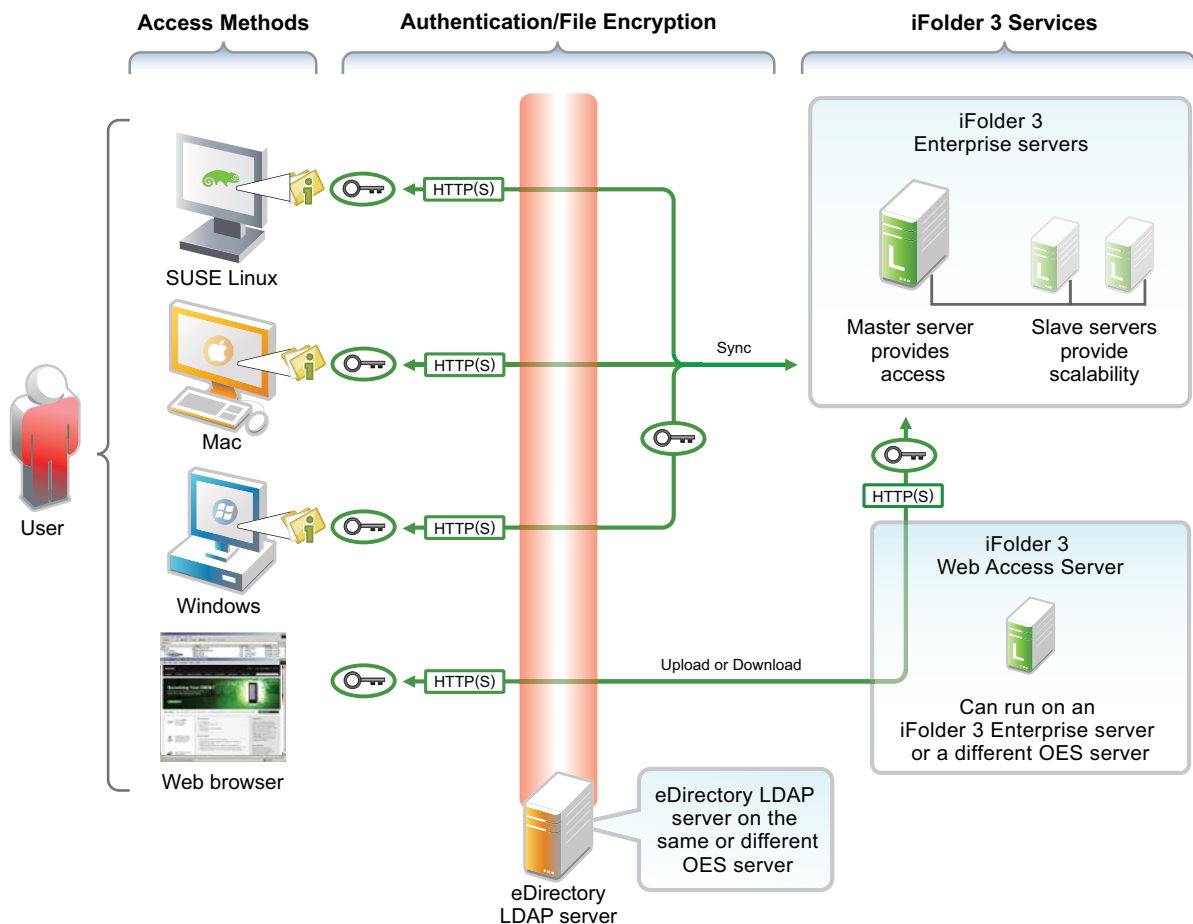 Access Methods
Authentication/File Encryption
iFolder 3 Services
iFolder 3
Enterprise servers
HTTP(S)
SUSE Linux
L
L
L
Master server
provides
access
Slave servers
provide
scalability
Sync
HTTP(S)
Mac
User
HTTP(S)
HTTP(S)
Windows
iFolder 3
Web Access Server
L
Upload or Download
HTTP(S)
Can run on an
iFolder 3 Enterprise server
or a different OES server
Web browser
eDirectory LDAP
server on the
same or different
OES server
eDirectory
LDAP server